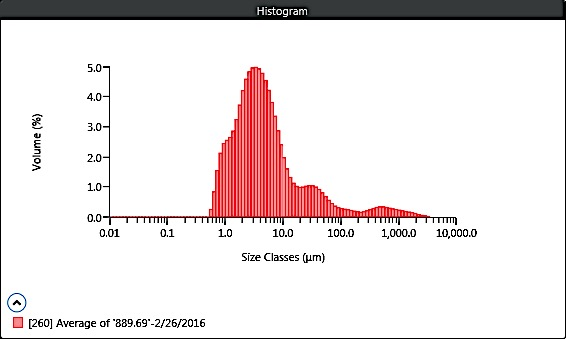 Histogram
5.0
4.0
3.0
2.0
1.0
0.0
Volume (%)
0.01 0.1 1.0 10.0 100.0 1,000.0 10,000.0
Size Classes (µm)
[260] Average of "889.69"-2/26/2016